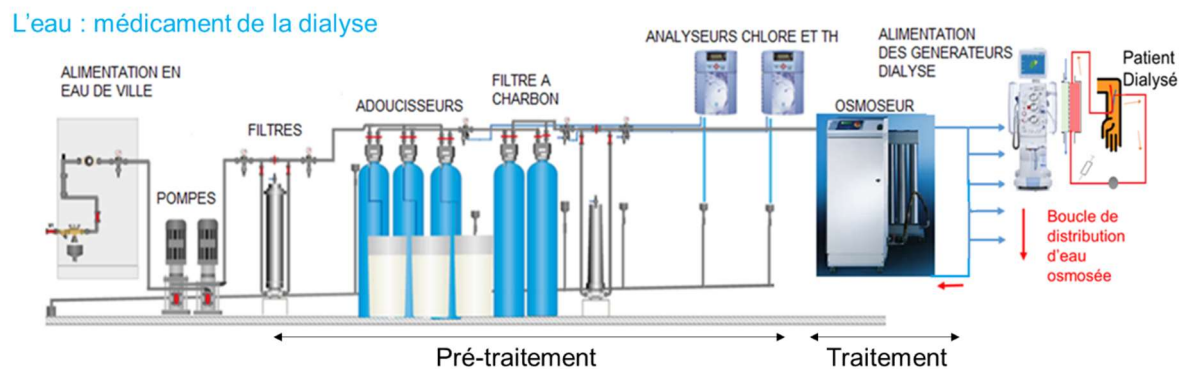 L'eau : médicament de la dialyse
ALIMENTATION EN
EAU DE VILLE
POMPES
FILTRES
ADOUCISSEURS
FILTRE A
CHARBON
ANALYSEURS CHLORE ET TH
OSMOSEUR
ALIMENTATION
DES GENERATEURS
DIALYSE
Patient
Dialysé
Boucle de
distribution
d'eau
osmosée
Pré-traitement
Traitement